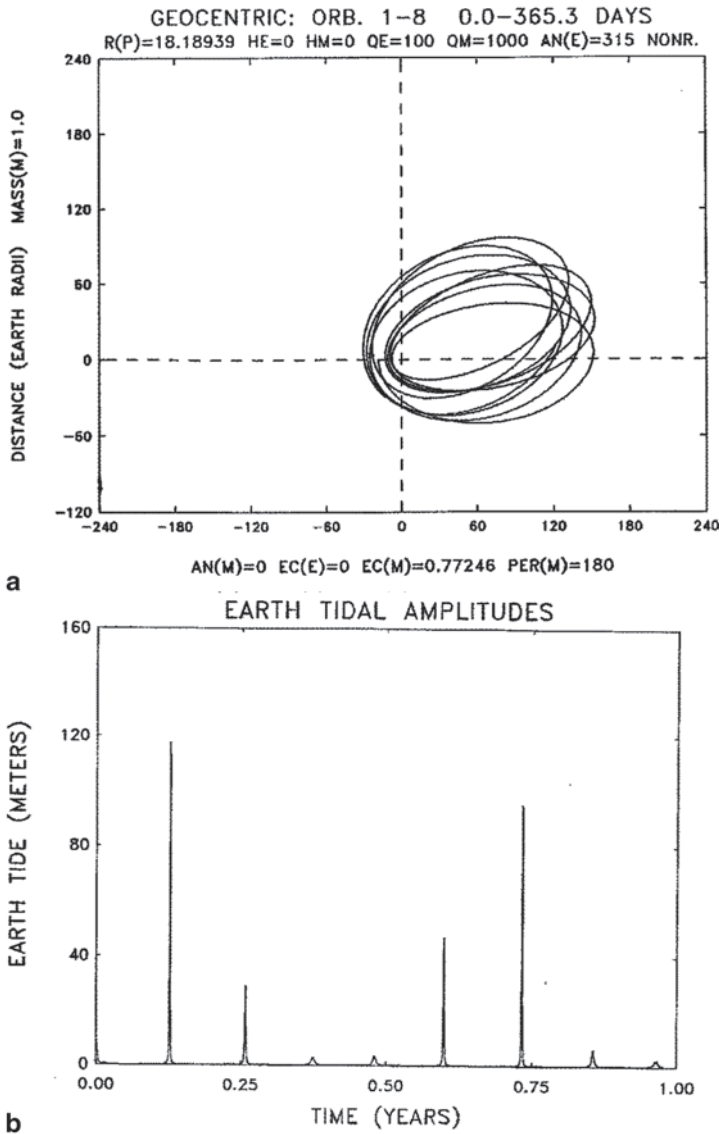 GEOCENTRIC: ORB. 1-8 0.0-365.3 DAYS
R(P)=18.18939 HE=0 HM=0 QE=100 QM=1000 AN(E)=315 NONR.
DISTANCE (EARTH RADII) MASS(M)=1.0
240
180
120
60
0
-60
-120
-240
-180
-120
-60
0
60
120
180
240
AN(M)=0 EC(E)=0 EC(M)=0.77246 PER(M)=180
a
EARTH TIDAL AMPLITUDES
EARTH TIDE (METERS)
160
120
80
40
0
0.00
0.25
0.50
0.75
1.00
TIME (YEARS)
b